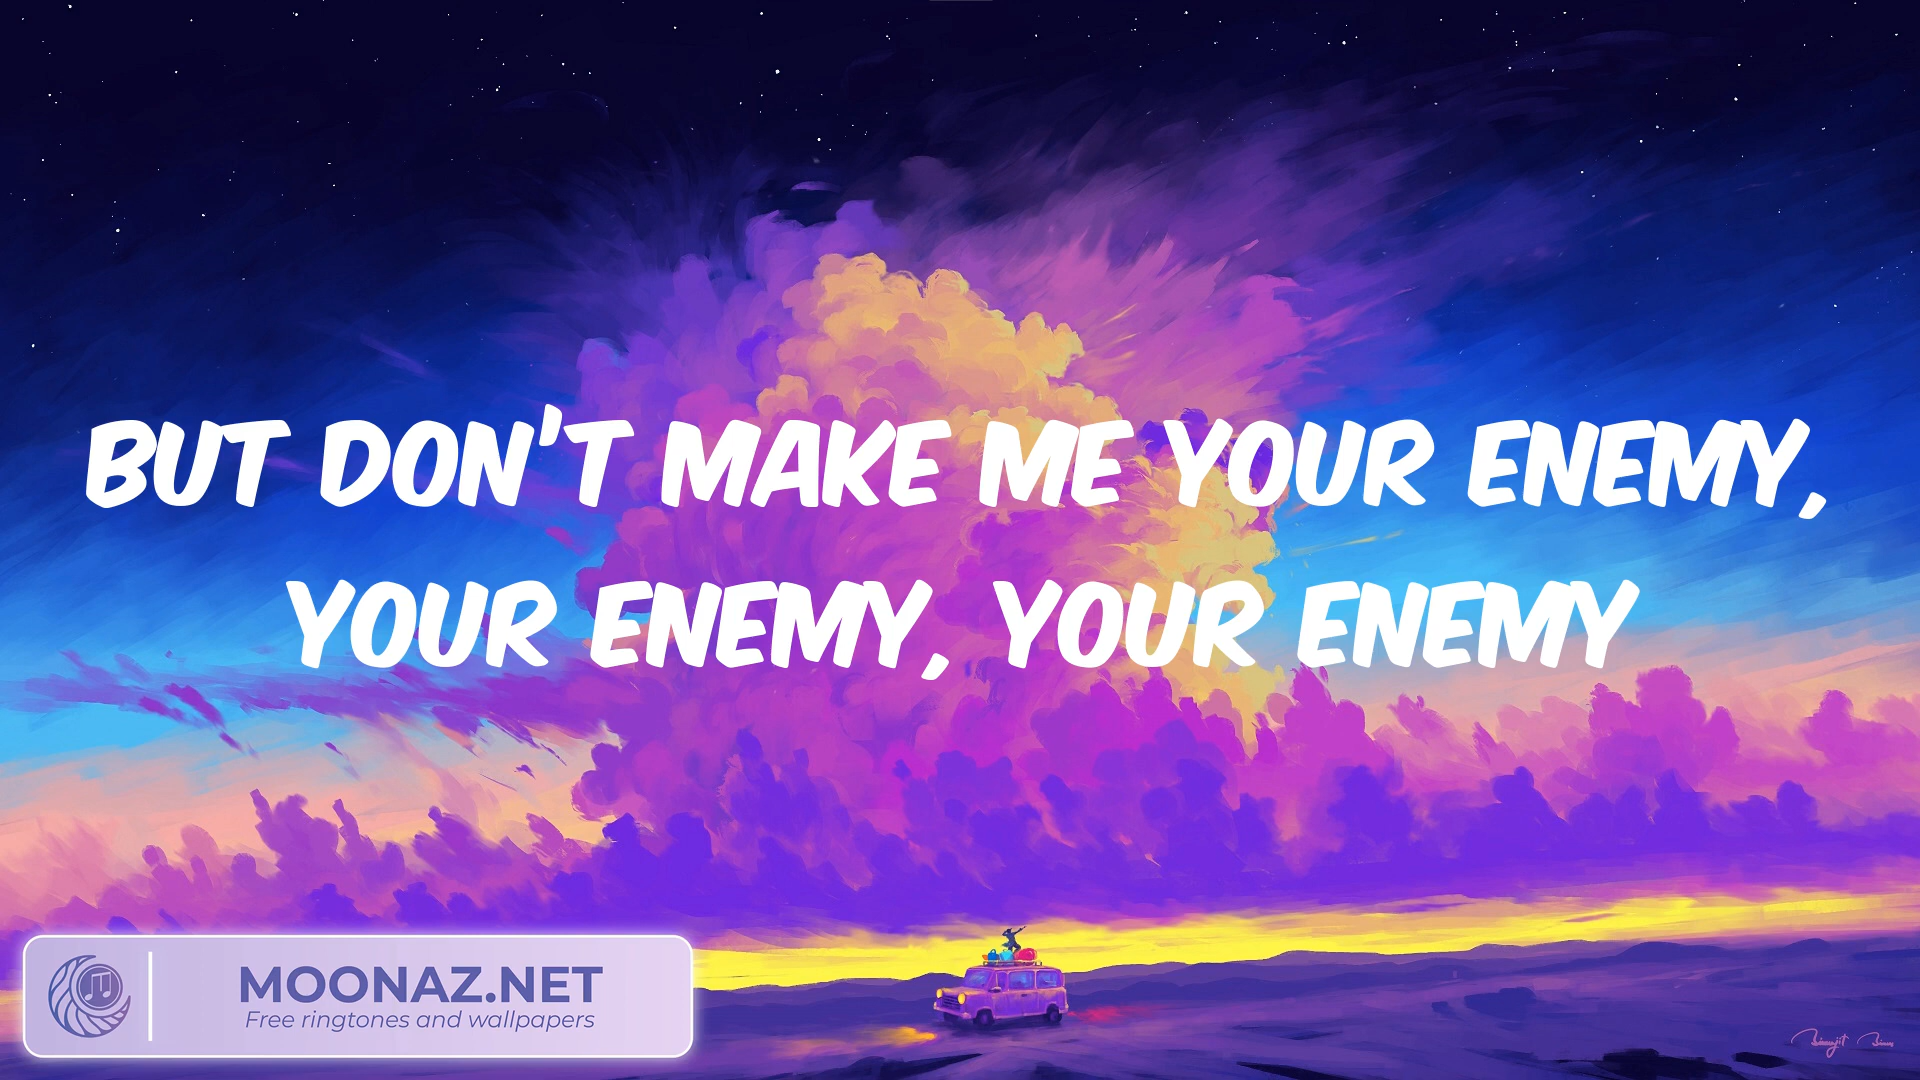 BUT DON'T MAKE ME YOUR ENEMY,
YOUR ENEMY, YOUR ENEMY
MOONAZ.NET
Free ringtones and wallpapers